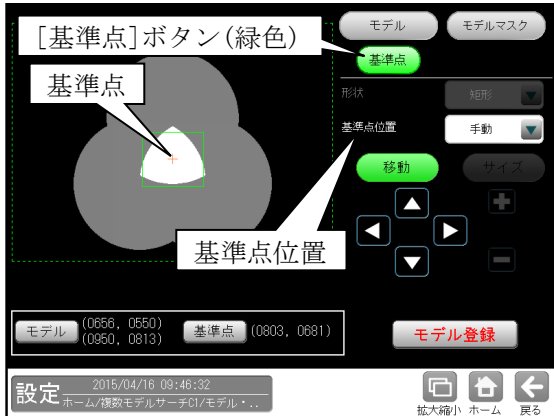 モデル
モデルマスク
[基準点]ボタン(緑色)
基準点
基準点
形状
矩形
基準点位置
手動
移動
サイズ
基準点位置
モデル
(0656, 0550)
(0950, 0813)
基準点
(0803, 0681)
モデル登録
設定
2015/04/16 09:46:32
ホーム/複数モデルサーチC1/モデル・..
拡大縮小
ホーム
戻る